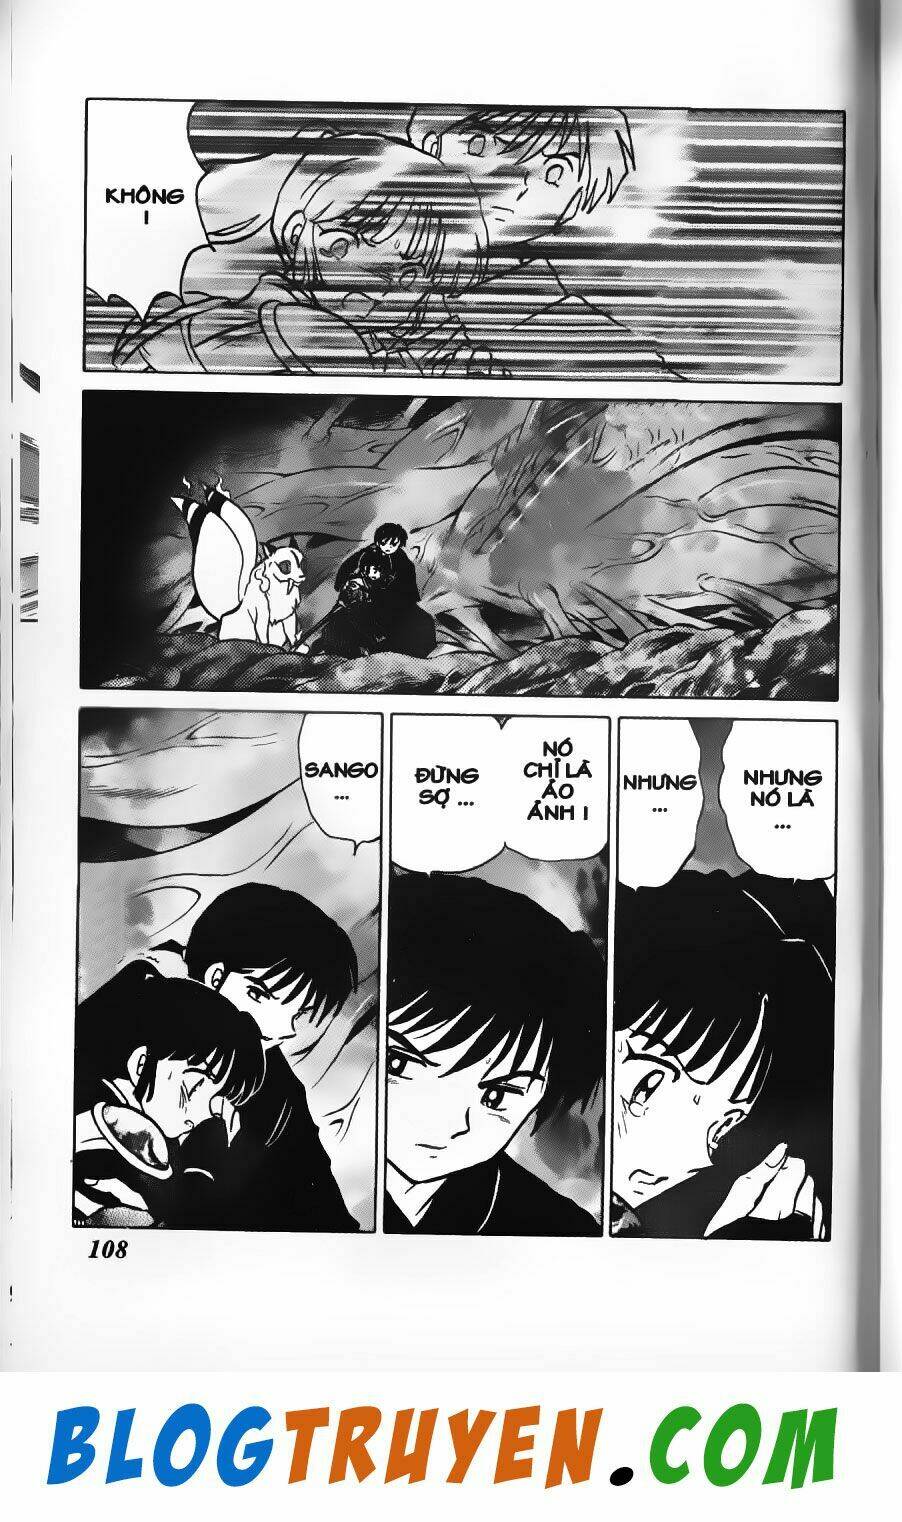 KHÔNG
!
SANGO
...
ĐỪNG
SỢ ...
NÓ
CHỈ LÀ
ẢO
ẢNH !
NHƯNG
...
NHƯNG
NÓ LÀ
...
108
BLOGTRUYEN.COM